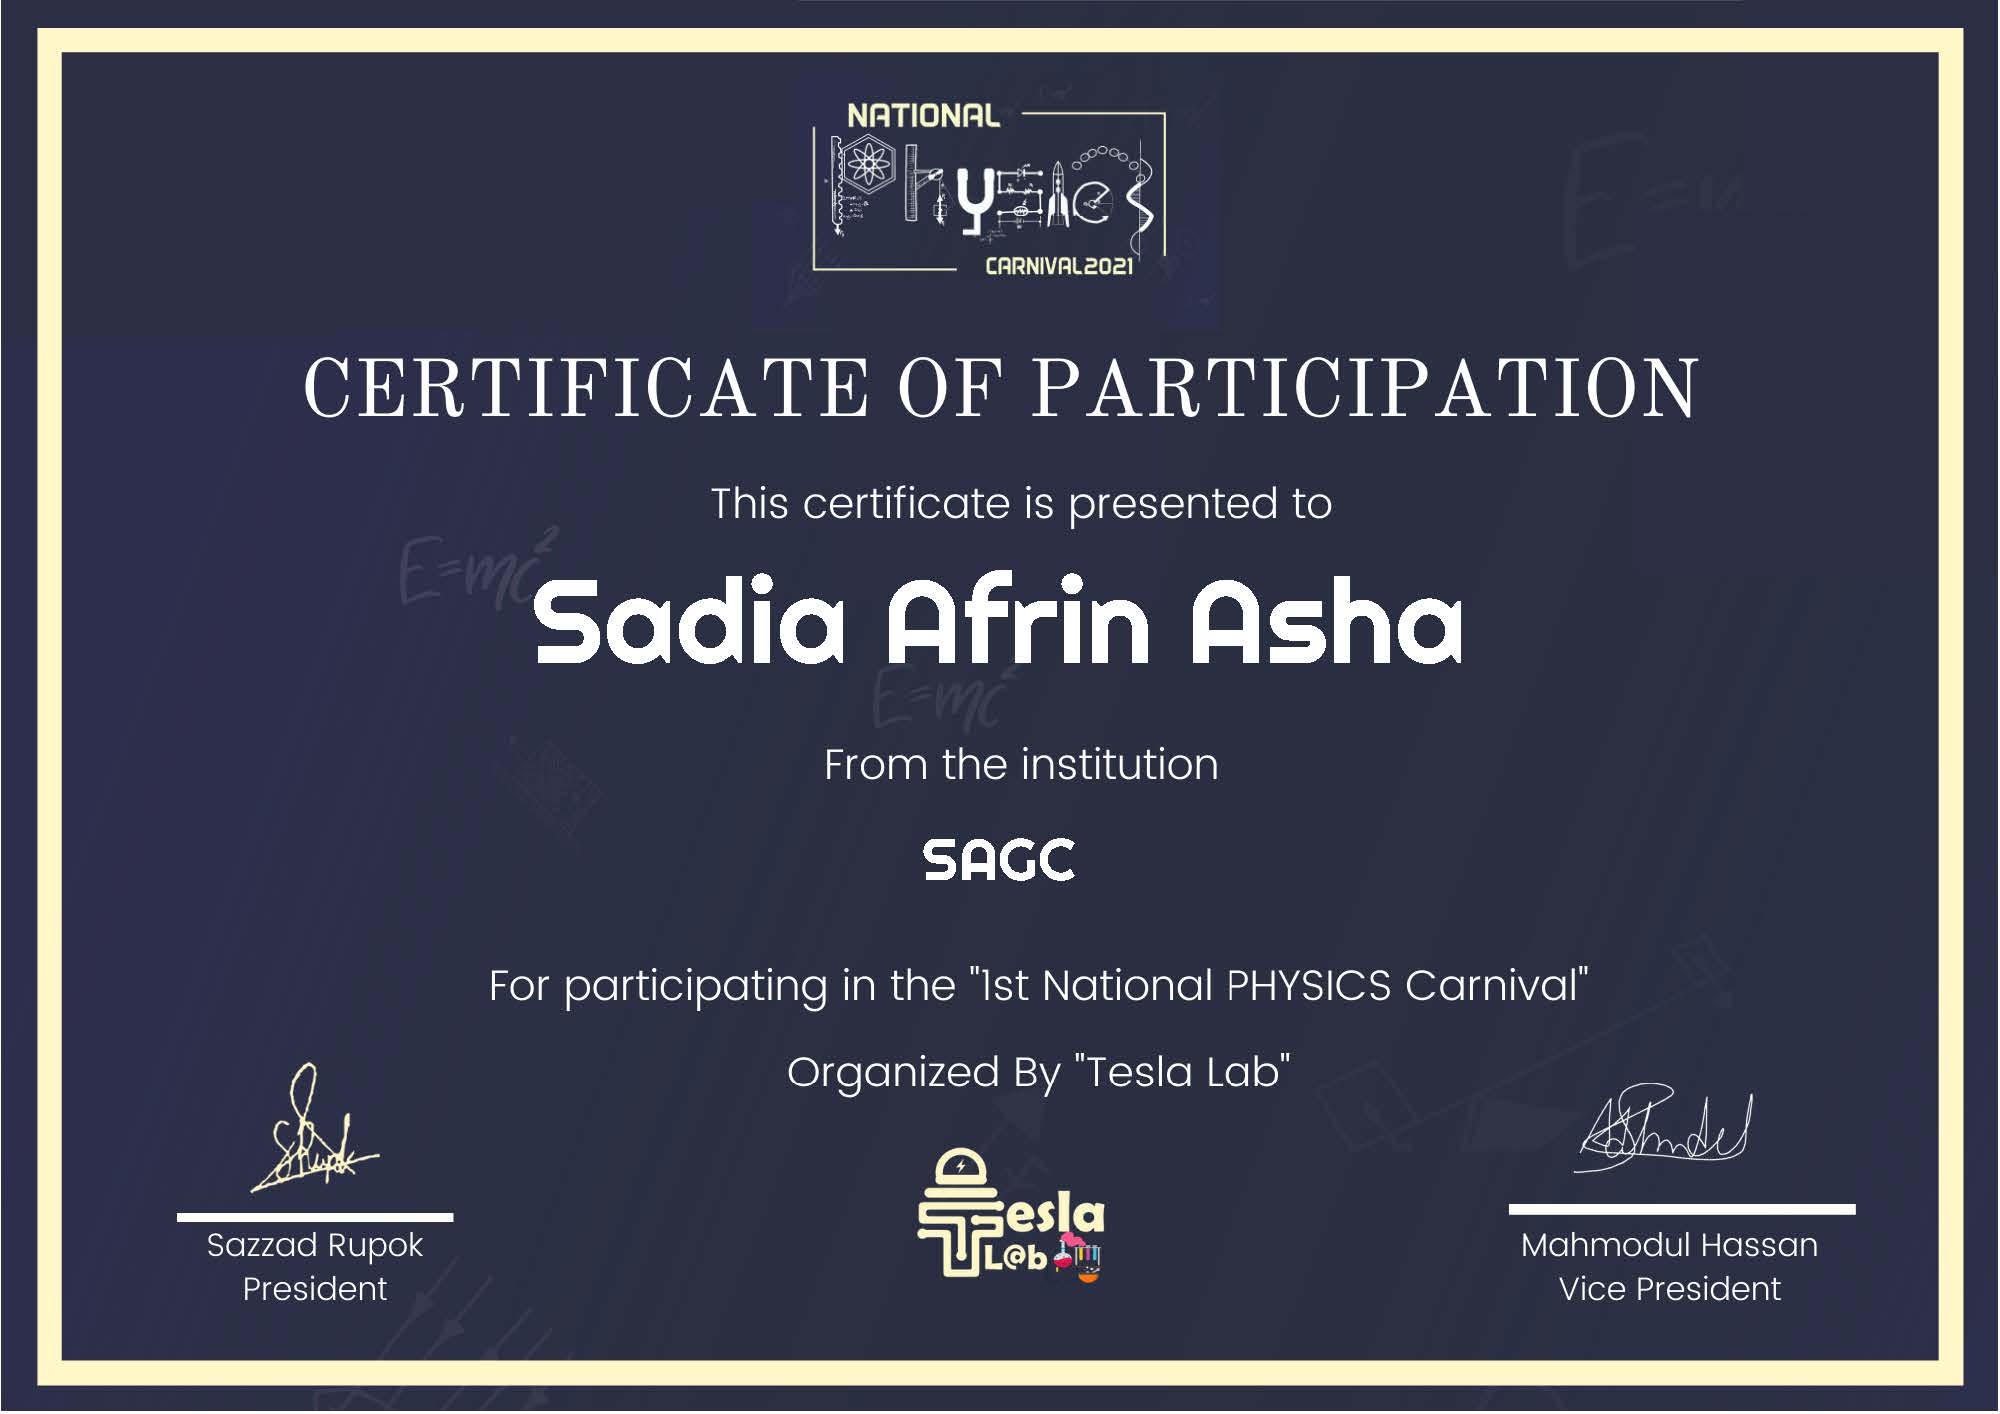 NATIONAL
Physics
CARNIVAL2021
CERTIFICATE OF PARTICIPATION
This certificate is presented to
E=mc²
Sadia Afrin Asha
E=mc²
From the institution
SAGC
For participating in the "1st National PHYSICS Carnival"
Organized By "Tesla Lab"
Tesla
L@b
Sazzad Rupok
President
Mahmodul Hassan
Vice President